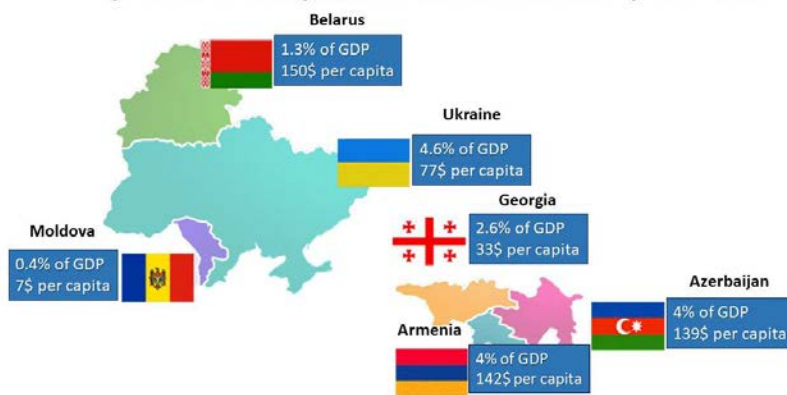 Belarus
1.3% of GDP
150$ per capita
Ukraine
4.6% of GDP
77$ per capita
Georgia
2.6% of GDP
33$ per capita
Moldova
0.4% of GDP
7$ per capita
Azerbaijan
4% of GDP
139$ per capita
Armenia
4% of GDP
142$ per capita